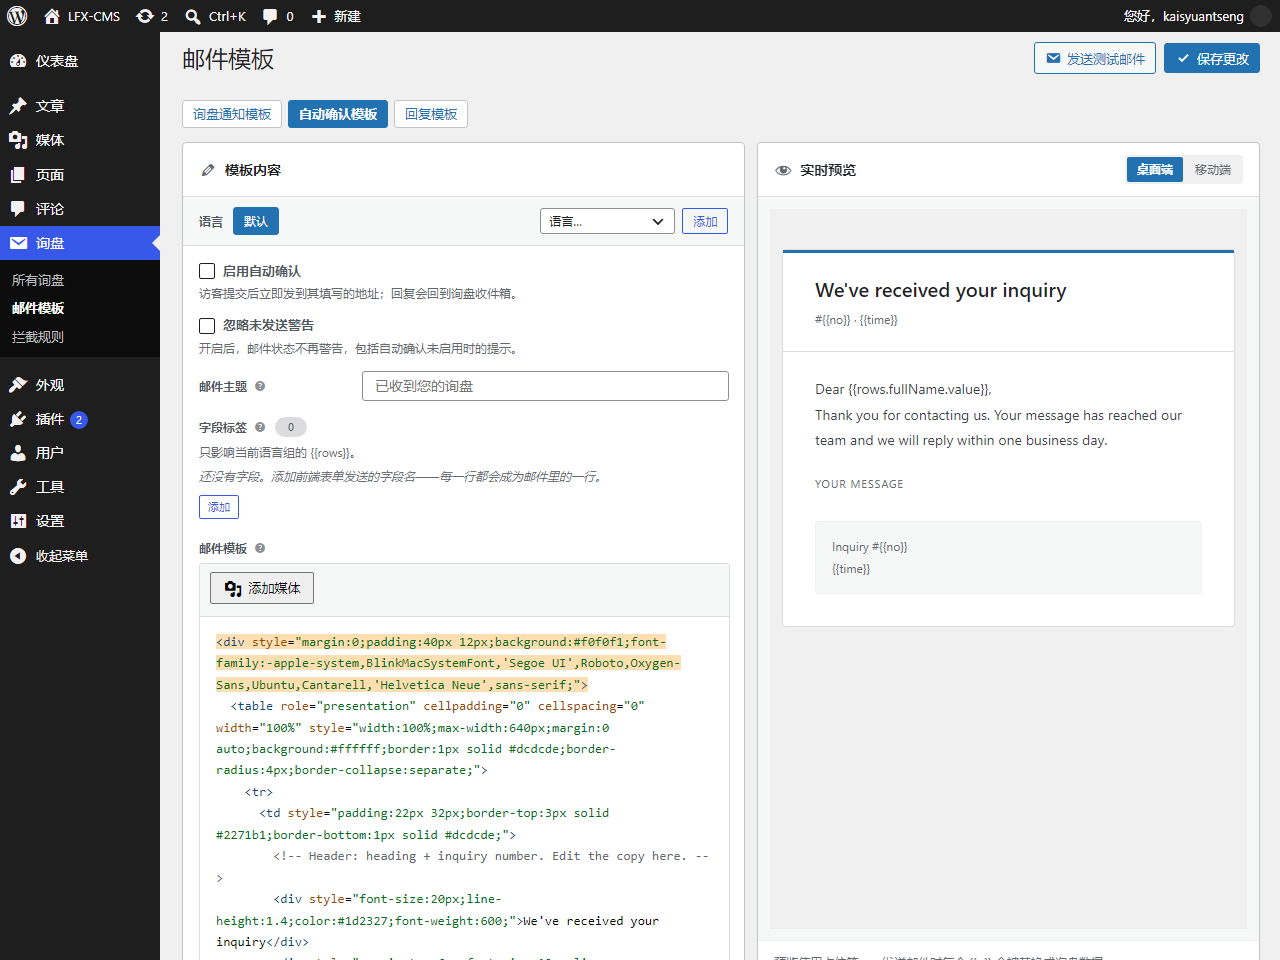 LFX-CMS 2 Ctrl+K 0 新建 您好，kaisyuantseng
仪表盘
文章
媒体
页面
评论
询盘
所有询盘
邮件模板
拦截规则
外观
插件 2
用户
工具
设置
收起菜单
邮件模板
发送测试邮件 保存更改
询盘通知模板 自动确认模板 回复模板
模板内容
语言 默认 语言... 添加
启用自动确认
访客提交后立即发到其填写的地址；回复会回到询盘收件箱。
忽略未发送警告
开启后，邮件状态不再警告，包括自动确认未启用时的提示。
邮件主题 ? 已收到您的询盘
字段标签 ? 0
只影响当前语言组的 {{rows}}。
还没有字段。添加前端表单发送的字段名——每一行都会成为邮件里的一行。
添加
邮件模板 ?
添加媒体
<div style="margin:0;padding:40px 12px;background:#f0f0f1;font-
family:-apple-system,BlinkMacSystemFont,'Segoe UI',Roboto,Oxygen-
Sans,Ubuntu,Cantarell,'Helvetica Neue',sans-serif;">
<table role="presentation" cellpadding="0" cellspacing="0"
width="100%" style="width:100%;max-width:640px;margin:0
auto;background:#ffffff;border:1px solid #dcdcde;border-
radius:4px;border-collapse:separate;">
<tr>
<td style="padding:22px 32px;border-top:3px solid
#2271b1;border-bottom:1px solid #dcdcde;">
<!-- Header: heading + inquiry number. Edit the copy here. --
>
<div style="font-size:20px;line-
height:1.4;color:#1d2327;font-weight:600;">We've received your
inquiry</div>
实时预览
桌面端 移动端
We've received your inquiry
#{{no}} · {{time}}
Dear {{rows.fullName.value}},
Thank you for contacting us. Your message has reached our
team and we will reply within one business day.
YOUR MESSAGE
Inquiry #{{no}}
{{time}}